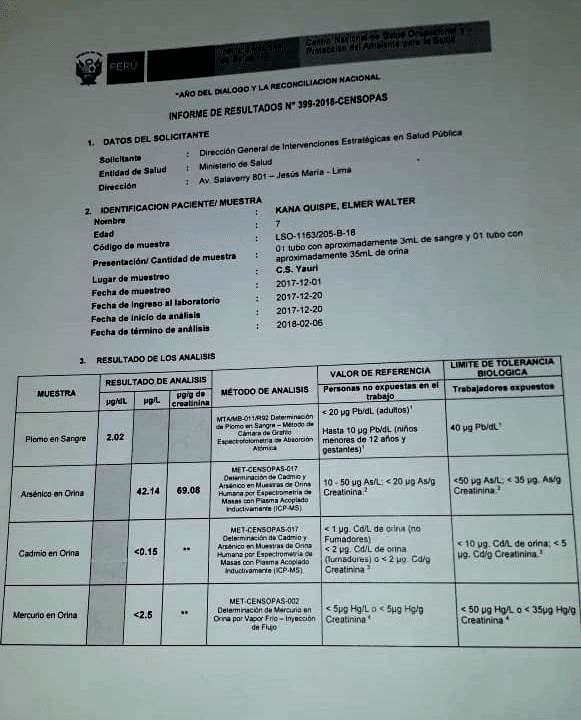 PERÚ
Instituto Nacional
de Salud
Centro Nacional de Salud Ocupacional y
Protección del Ambiente para la Salud
"AÑO DEL DIALOGO Y LA RECONCILIACION NACIONAL
INFORME DE RESULTADOS N° 399-2018-CENSOPAS
1. DATOS DEL SOLICITANTE
Solicitante : Dirección General de Intervenciones Estratégicas en Salud Pública
Entidad de Salud : Ministerio de Salud
Dirección : Av. Salaverry 801 – Jesús María - Lima
2. IDENTIFICACION PACIENTE/ MUESTRA
Nombre : KANA QUISPE, ELMER WALTER
Edad : 7
Código de muestra : LSO-1163/205-B-18
Presentación/ Cantidad de muestra : 01 tubo con aproximadamente 3mL de sangre y 01 tubo con
aproximadamente 35mL de orina
Lugar de muestreo : C.S. Yauri
Fecha de muestreo : 2017-12-01
Fecha de ingreso al laboratorio : 2017-12-20
Fecha de inicio de análisis : 2017-12-20
Fecha de término de análisis : 2018-02-06
3. RESULTADO DE LOS ANALISIS
MUESTRA
RESULTADO DE ANALISIS
µg/dL µg/L µg/g de
creatinina
MÉTODO DE ANALISIS
VALOR DE REFERENCIA
Personas no expuestas en el
trabajo
LIMITE DE TOLERANCIA
BIOLOGICA
Trabajadores expuestos
Plomo en Sangre
2.02
MTA/MB-011/R92 Determinación
de Plomo en Sangre – Método de
Cámara de Grafito
Espectrofotometría de Absorción
Atómica
< 20 µg Pb/dL (adultos)¹
Hasta 10 µg Pb/dL (niños
menores de 12 años y
gestantes)¹
40 µg Pb/dL¹
Arsénico en Orina
42.14
69.08
MET-CENSOPAS-017
Determinación de Cadmio y
Arsénico en Muestras de Orina
Humana por Espectrometría de
Masas con Plasma Acoplado
Inductivamente (ICP-MS).
10 - 50 µg As/L; < 20 µg As/g
Creatinina.²
<50 µg As/L; < 35 µg. As/g
Creatinina.²
Cadmio en Orina
<0.15
**
MET-CENSOPAS-017
Determinación de Cadmio y
Arsénico en Muestras de Orina
Humana por Espectrometría de
Masas con Plasma Acoplado
Inductivamente (ICP-MS).
< 1 µg. Cd/L de orina (no
Fumadores)
< 2 µg. Cd/L de orina
(fumadores) o < 2 µg. Cd/g
Creatinina ³
< 10 µg. Cd/L de orina; < 5
µg. Cd/g Creatinina.³
Mercurio en Orina
<2.5
**
MET-CENSOPAS-002
Determinación de Mercurio en
Orina por Vapor Frío – Inyección
de Flujo
< 5µg Hg/L o < 5µg Hg/g
Creatinina ⁴
< 50 µg Hg/L o < 35µg Hg/g
Creatinina ⁴